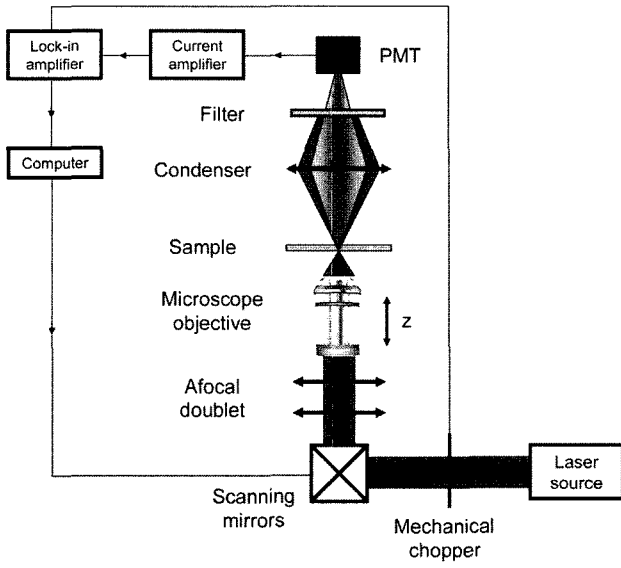 Lock-in
amplifier
Current
amplifier
PMT
Filter
Computer
Condenser
Sample
Microscope
objective
z
Afocal
doublet
Laser
source
Scanning
mirrors
Mechanical
chopper